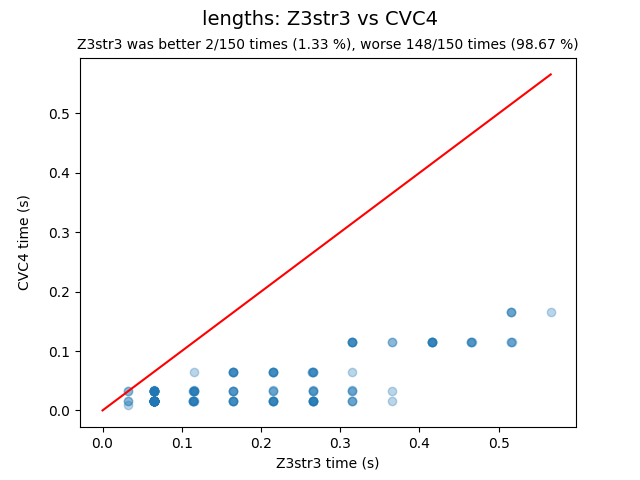 lengths: Z3str3 vs CVC4
Z3str3 was better 2/150 times (1.33 %), worse 148/150 times (98.67 %)
0.5
0.4
0.3
0.2
0.1
0.0
CVC4 time (s)
0.0 0.1 0.2 0.3 0.4 0.5
Z3str3 time (s)